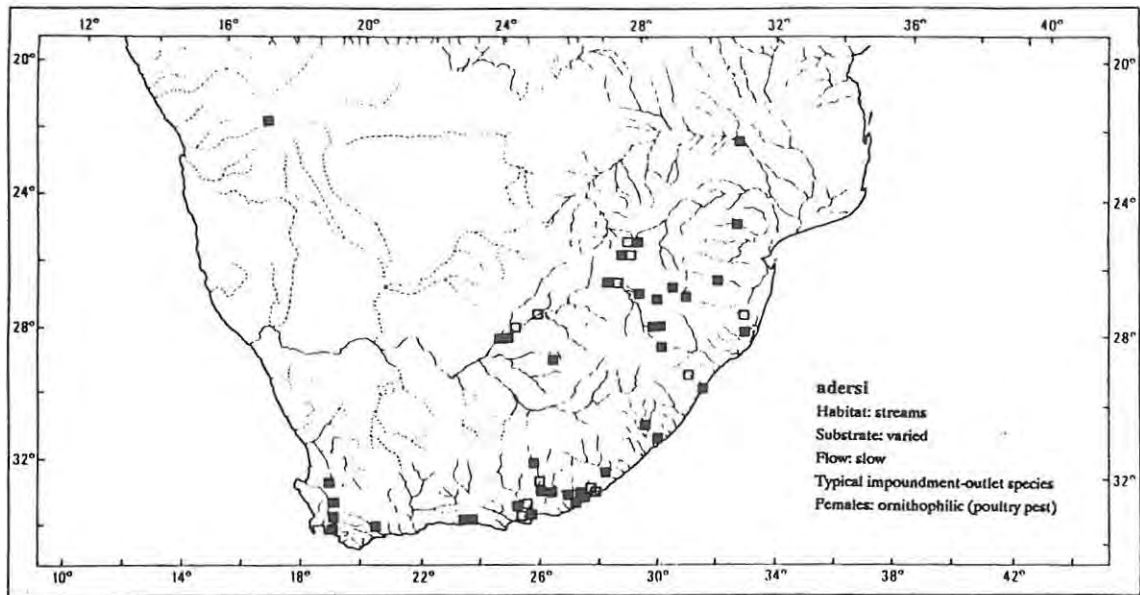 12° 16° 20° 24° 28° 32° 36° 40°
20° 20°
24° 24°
28° 28°
32° 32°
adersi
Habitat: streams
Substrate: varied
Flow: slow
Typical impoundment-outlet species
Females: ornithophilic (poultry pest)
10° 14° 18° 22° 26° 30° 34° 38° 42°